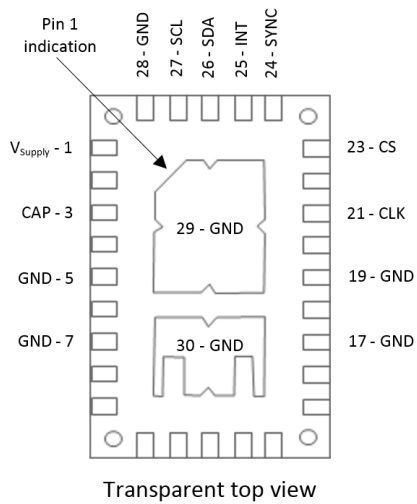 Pin 1
indication
28 - GND
27 - SCL
26 - SDA
25 - INT
24 - SYNC
V_Supply - 1
23 - CS
CAP - 3
21 - CLK
29 - GND
GND - 5
19 - GND
GND - 7
30 - GND
17 - GND
Transparent top view